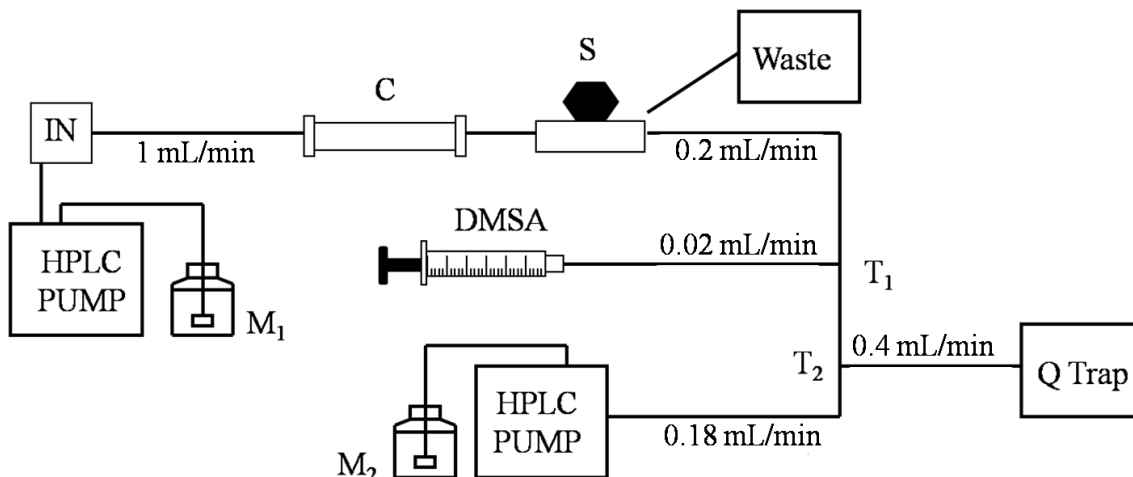 S
Waste
C
IN
1 mL/min
0.2 mL/min
DMSA
0.02 mL/min
HPLC
PUMP
M₁
T₁
0.4 mL/min
T₂
Q Trap
HPLC
PUMP
0.18 mL/min
M₂